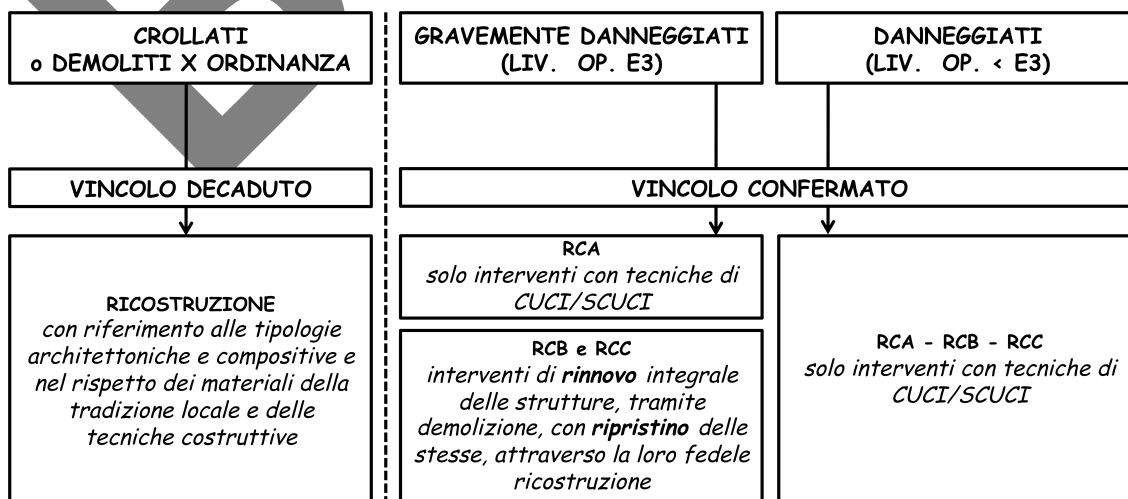 CROLLATI
o DEMOLITI X ORDINANZA
GRAVEMENTE DANNEGGIATI
(LIV. OP. E3)
DANNEGGIATI
(LIV. OP. < E3)
VINCOLO DECADUTO
VINCOLO CONFERMATO
RICOSTRUZIONE
con riferimento alle tipologie
architettoniche e compositive e
nel rispetto dei materiali della
tradizione locale e delle
tecniche costruttive
RCA
solo interventi con tecniche di
CUCI/SCUCI
RCB e RCC
interventi di rinnovo integrale
delle strutture, tramite
demolizione, con ripristino delle
stesse, attraverso la loro fedele
ricostruzione
RCA - RCB - RCC
solo interventi con tecniche di
CUCI/SCUCI